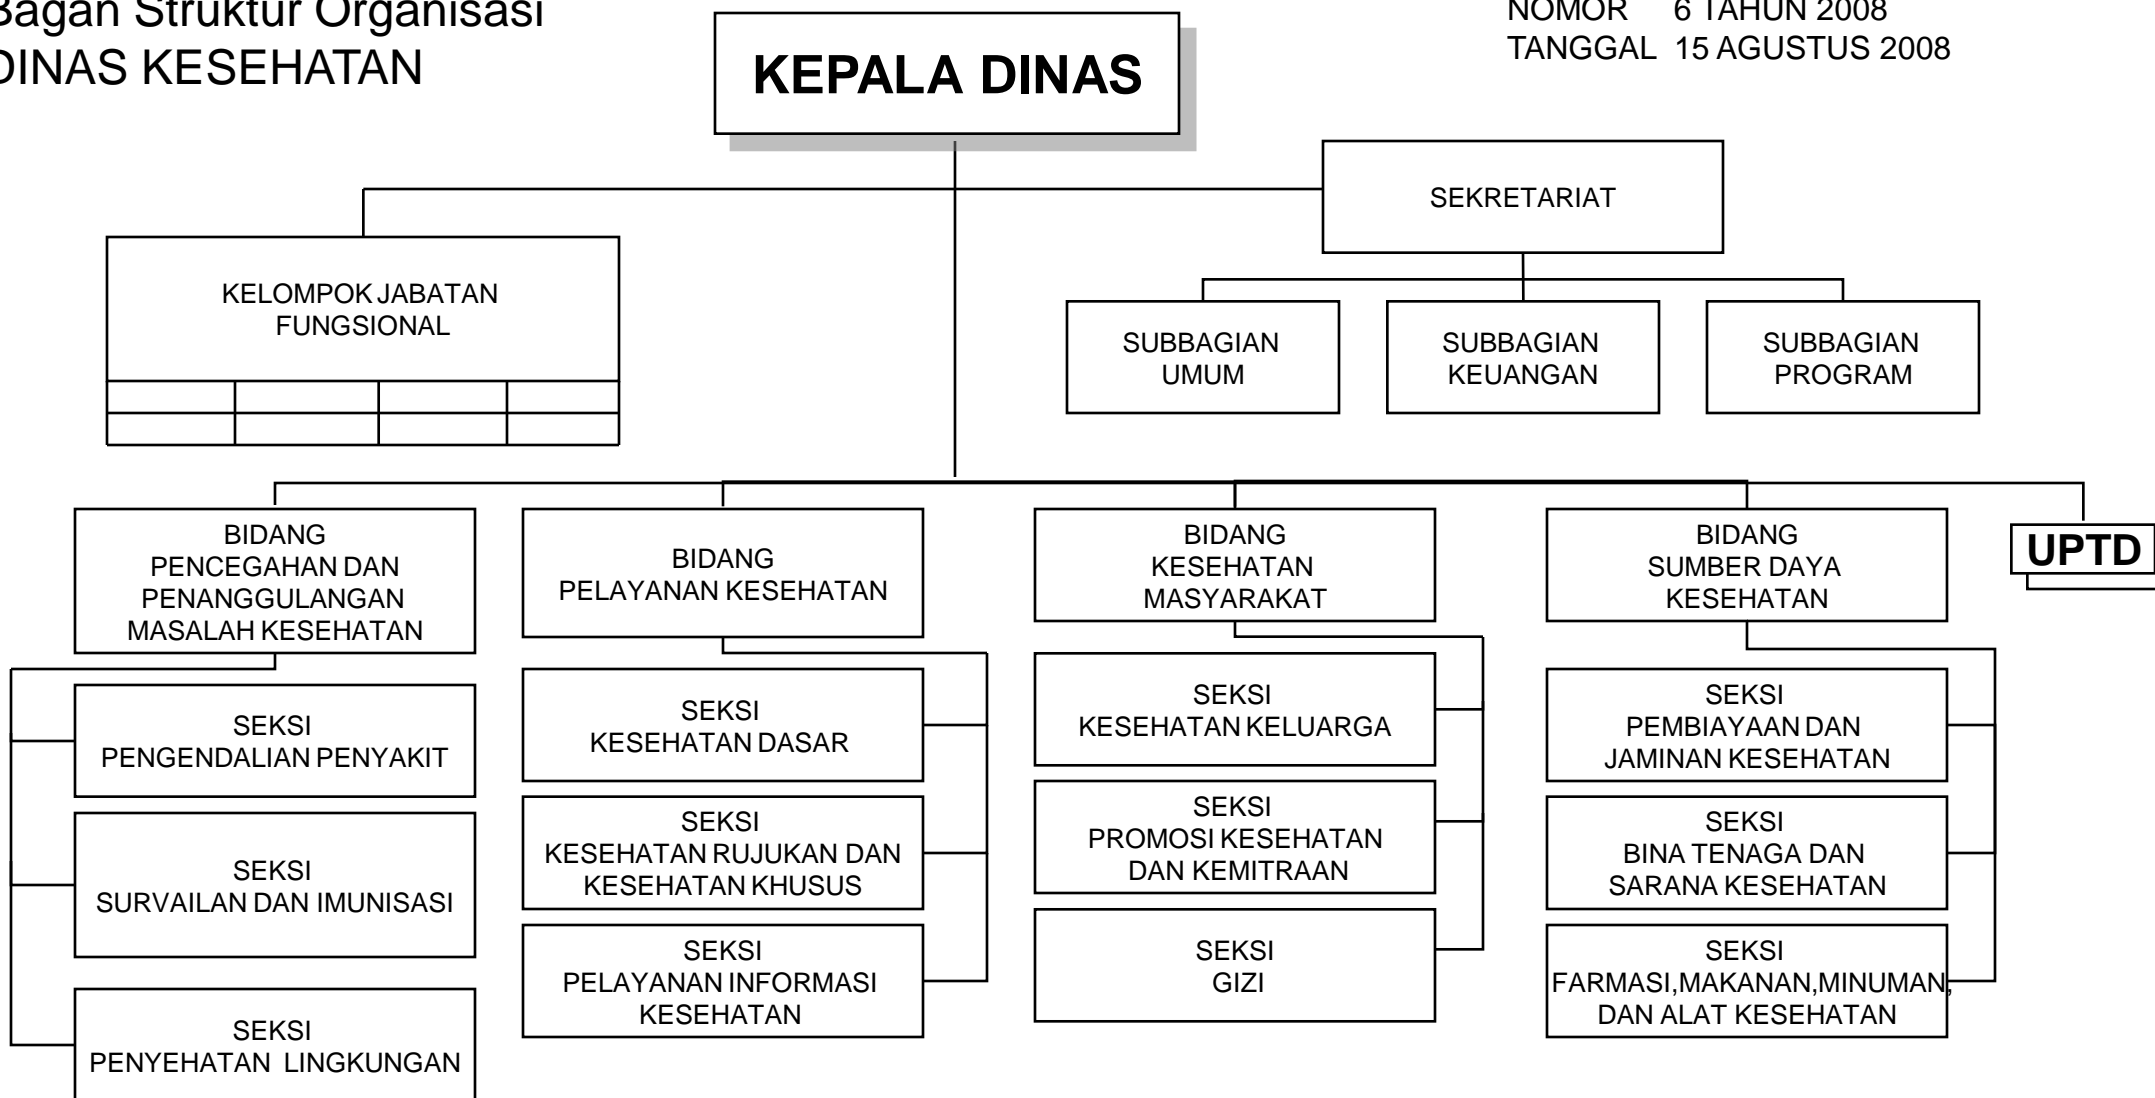 Bagan Struktur Organisasi
DINAS KESEHATAN
NOMOR 6 TAHUN 2008
TANGGAL 15 AGUSTUS 2008
KEPALA DINAS
SEKRETARIAT
KELOMPOK JABATAN
FUNGSIONAL
SUBBAGIAN
UMUM
SUBBAGIAN
KEUANGAN
SUBBAGIAN
PROGRAM
BIDANG
PENCEGAHAN DAN
PENANGGULANGAN
MASALAH KESEHATAN
BIDANG
PELAYANAN KESEHATAN
BIDANG
KESEHATAN
MASYARAKAT
BIDANG
SUMBER DAYA
KESEHATAN
UPTD
SEKSI
PENGENDALIAN PENYAKIT
SEKSI
KESEHATAN DASAR
SEKSI
KESEHATAN KELUARGA
SEKSI
PEMBIAYAAN DAN
JAMINAN KESEHATAN
SEKSI
SURVAILAN DAN IMUNISASI
SEKSI
KESEHATAN RUJUKAN DAN
KESEHATAN KHUSUS
SEKSI
PROMOSI KESEHATAN
DAN KEMITRAAN
SEKSI
BINA TENAGA DAN
SARANA KESEHATAN
SEKSI
PENYEHATAN LINGKUNGAN
SEKSI
PELAYANAN INFORMASI
KESEHATAN
SEKSI
GIZI
SEKSI
FARMASI,MAKANAN,MINUMAN,
DAN ALAT KESEHATAN